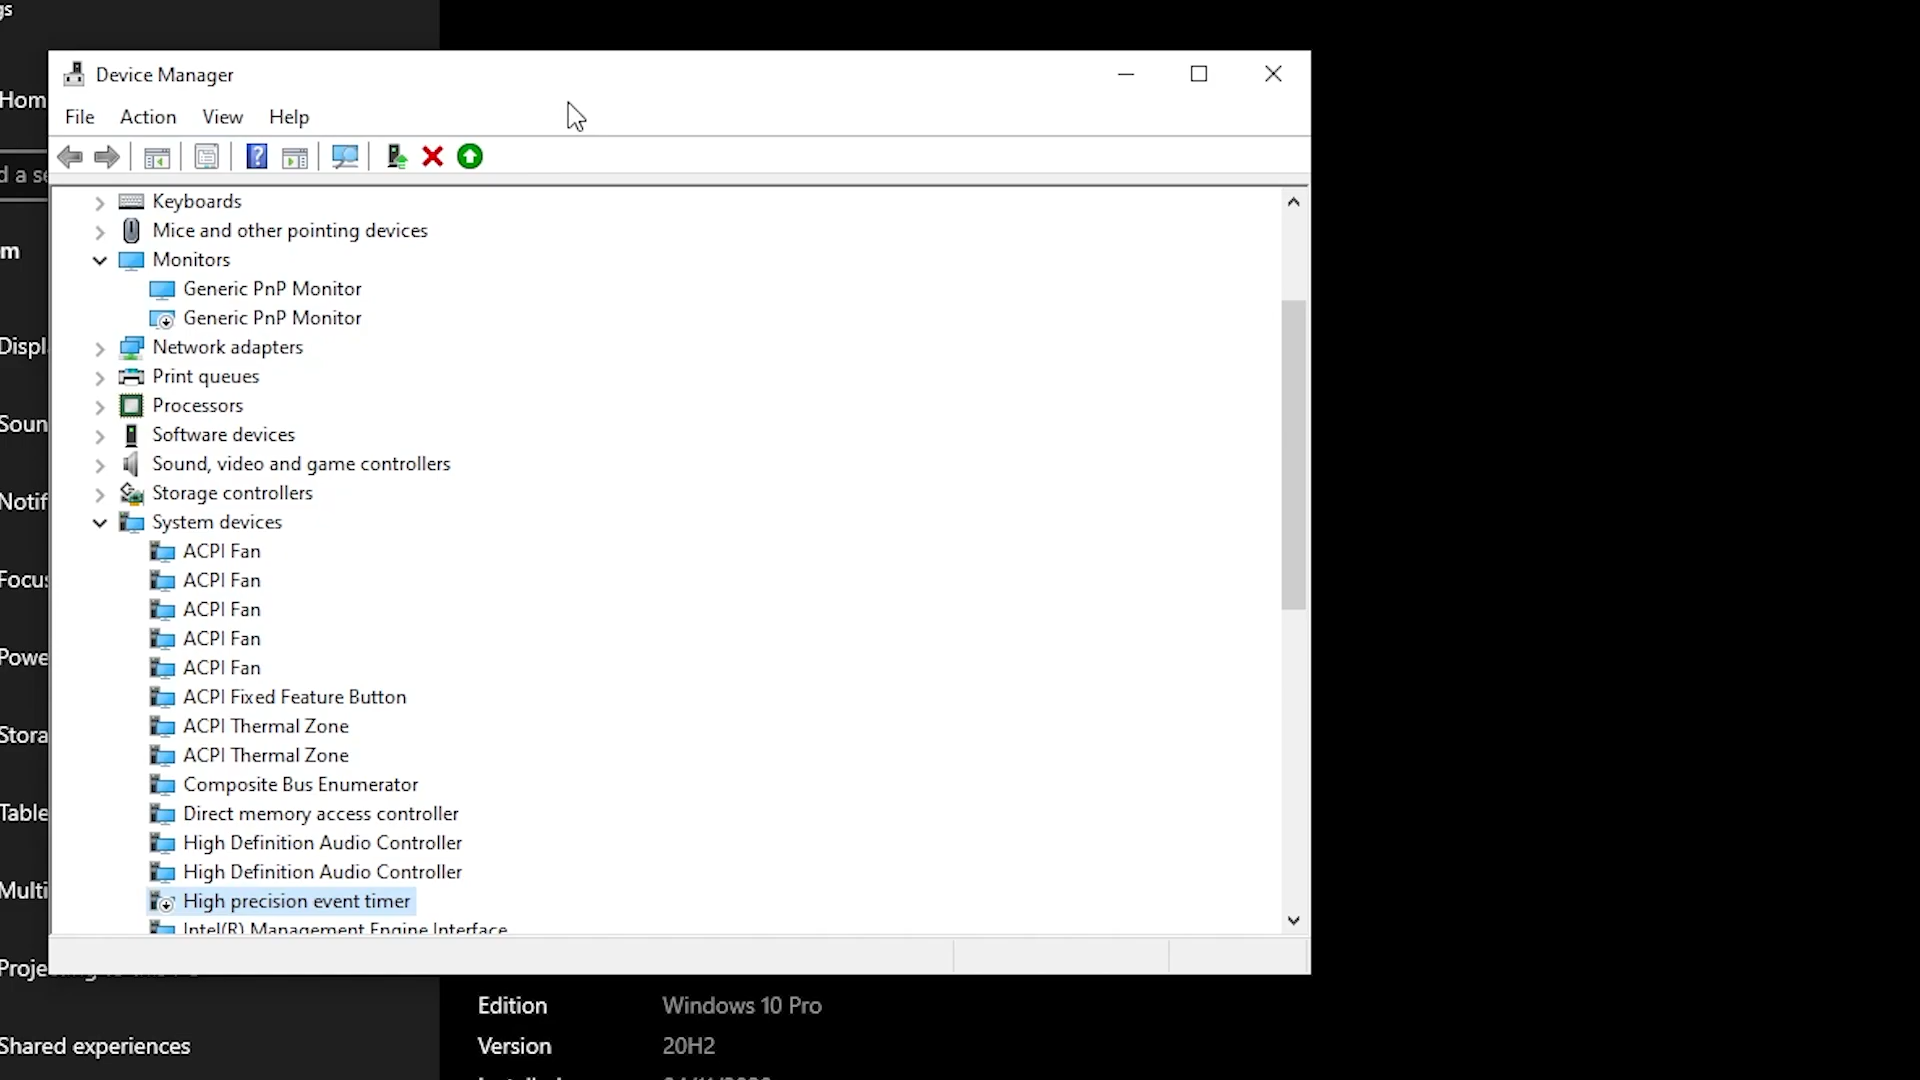 gs
Device Manager
Hom
File Action View Help
d a se
Keyboards
Mice and other pointing devices
m
Monitors
Generic PnP Monitor
Generic PnP Monitor
Displ
Network adapters
Print queues
Processors
Soun
Software devices
Sound, video and game controllers
Notif
Storage controllers
System devices
ACPI Fan
Focus
ACPI Fan
ACPI Fan
ACPI Fan
Powe
ACPI Fan
ACPI Fixed Feature Button
Stora
ACPI Thermal Zone
ACPI Thermal Zone
Composite Bus Enumerator
Table
Direct memory access controller
High Definition Audio Controller
High Definition Audio Controller
Multi
High precision event timer
Intel(R) Management Engine Interface
Proje
Edition Windows 10 Pro
Shared experiences
Version 20H2